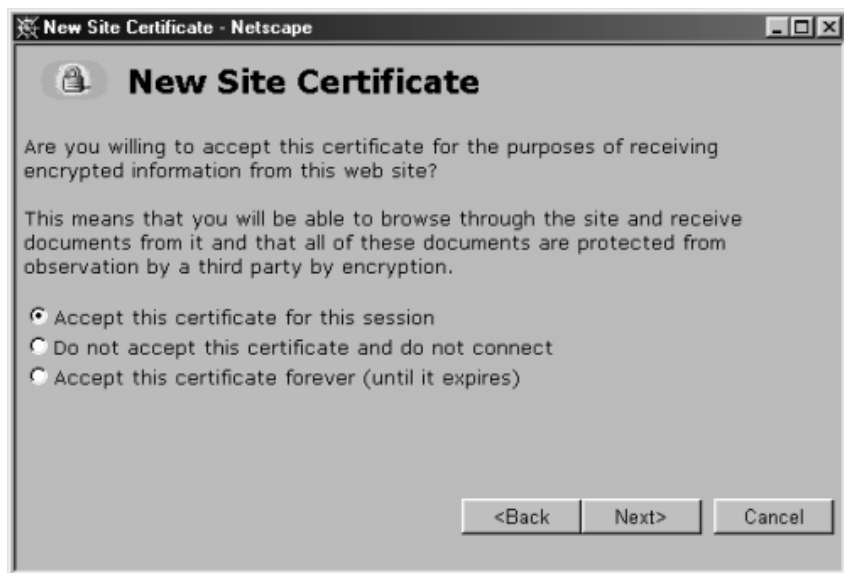 New Site Certificate - Netscape
New Site Certificate
Are you willing to accept this certificate for the purposes of receiving
encrypted information from this web site?
This means that you will be able to browse through the site and receive
documents from it and that all of these documents are protected from
observation by a third party by encryption.
Accept this certificate for this session
Do not accept this certificate and do not connect
Accept this certificate forever (until it expires)
<Back Next> Cancel